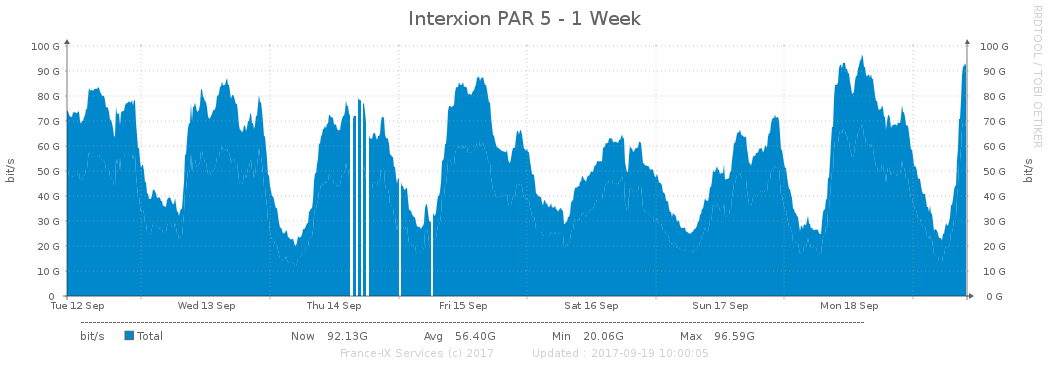 Interxion PAR 5 - 1 Week
RRDTOOL / TOBI OETIKER
bit/s
100 G 100 G
90 G 90 G
80 G 80 G
70 G 70 G
60 G 60 G
50 G 50 G
40 G 40 G
30 G 30 G
20 G 20 G
10 G 10 G
0 0 G
bit/s
Tue 12 Sep Wed 13 Sep Thu 14 Sep Fri 15 Sep Sat 16 Sep Sun 17 Sep Mon 18 Sep
bit/s Total Now 92.13G Avg 56.40G Min 20.06G Max 96.59G
France-IX Services (c) 2017 Updated : 2017-09-19 10:00:05